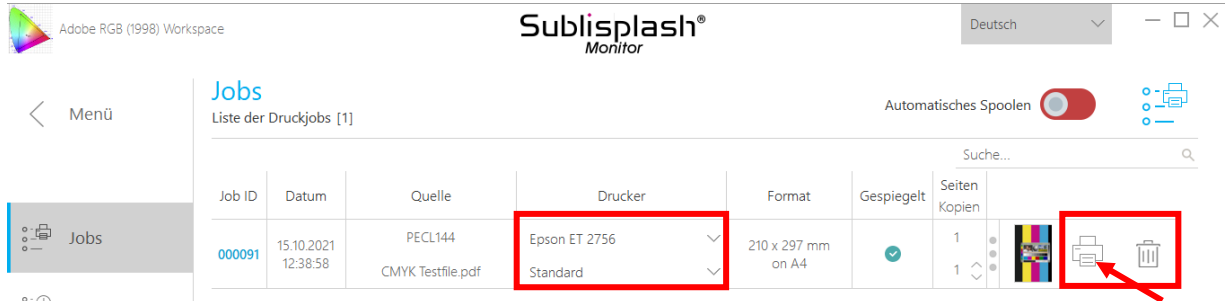 Adobe RGB (1998) Workspace
Sublisplash®
Monitor
Deutsch
Menü
Jobs
Liste der Druckjobs [1]
Automatisches Spoolen
Suche...
Job ID
Datum
Quelle
Drucker
Format
Gespiegelt
Seiten
Kopien
Jobs
000091
15.10.2021
12:38:58
PECL144
CMYK Testfile.pdf
Epson ET 2756
Standard
210 x 297 mm
on A4
1
1